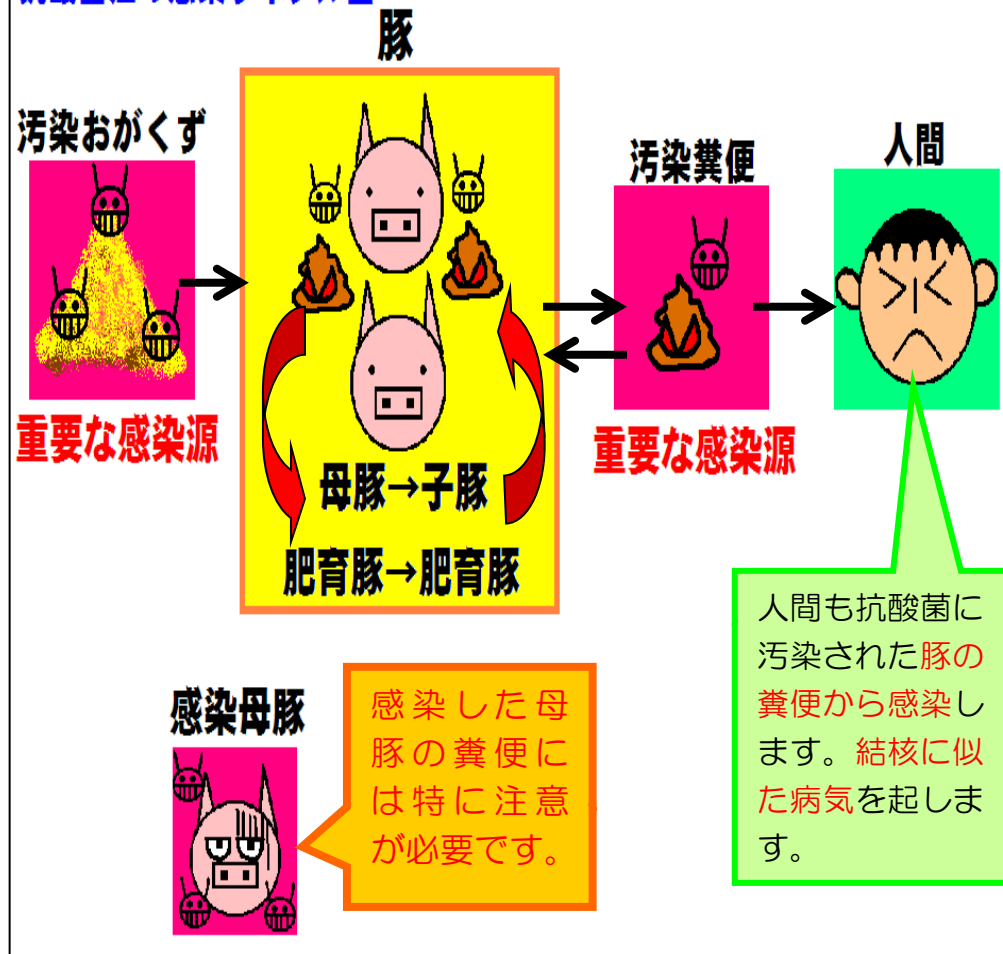 豚
汚染おがくず
汚染糞便
人間
重要な感染源
重要な感染源
母豚→子豚
肥育豚→肥育豚
人間も抗酸菌に
汚染された豚の
糞便から感染し
ます。結核に似
た病気を起しま
す。
感染母豚
感染した母
豚の糞便に
は特に注意
が必要です。